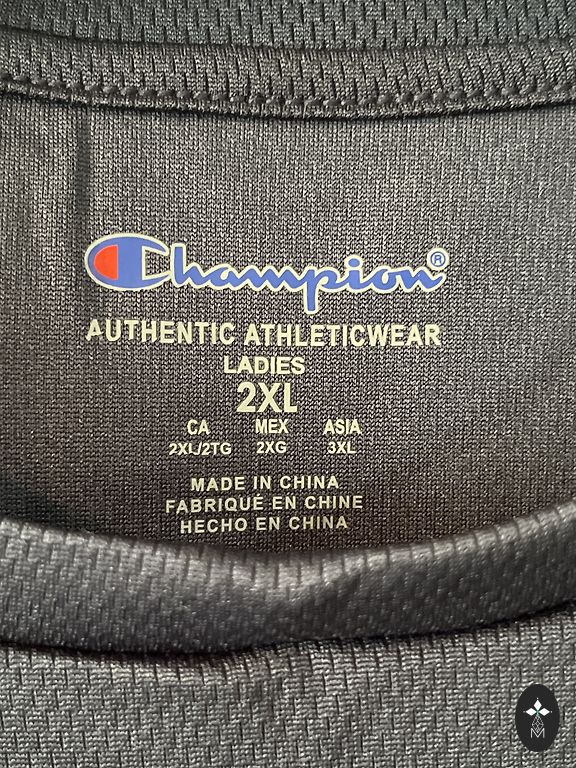 Champion®
AUTHENTIC ATHLETICWEAR
LADIES
2XL
CA MEX ASIA
2XL/2TG 2XG 3XL
MADE IN CHINA
FABRIQUÉ EN CHINE
HECHO EN CHINA
M